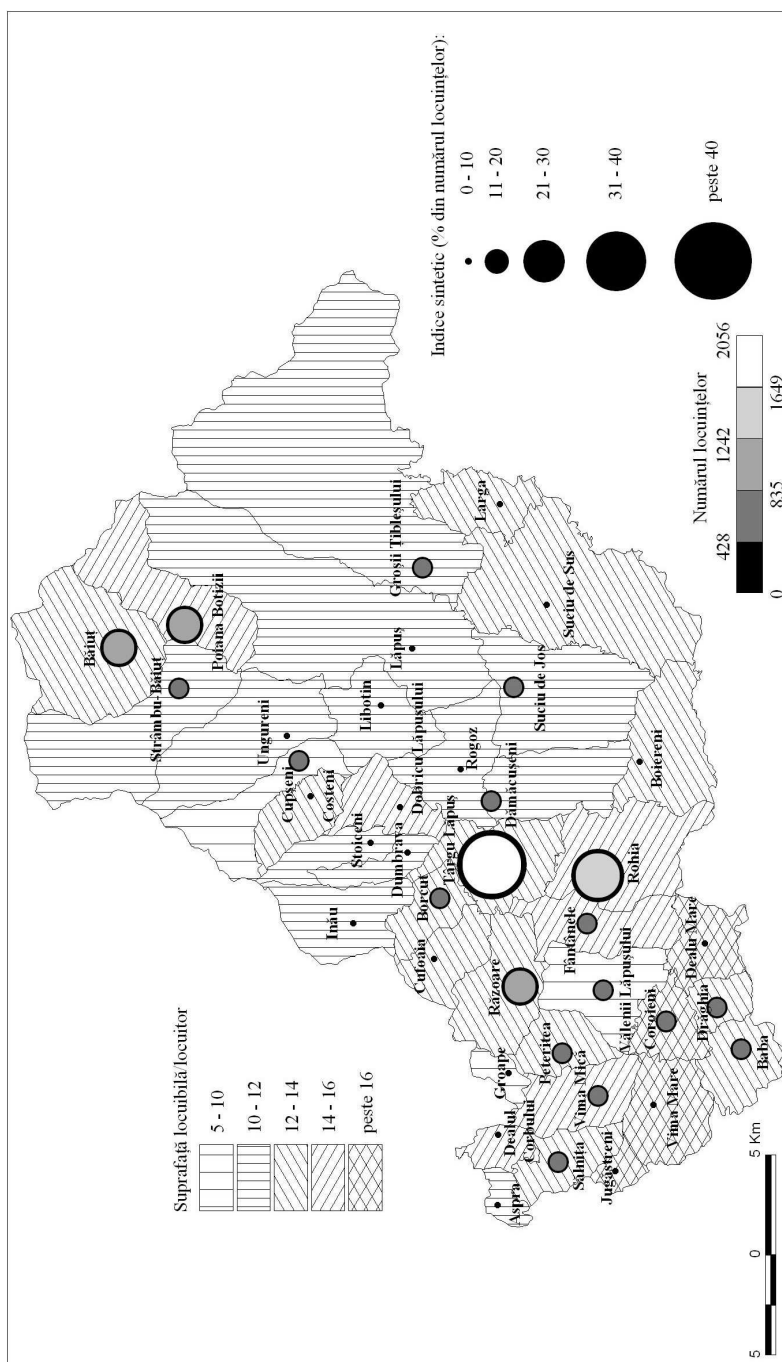 Suprafață locuibilă/locuitor
5 - 10
10 - 12
12 - 14
14 - 16
peste 16
Băiuț
Poiana Botizii
Strâmbu-Băiuț
Ungureni
Cupșeni
Costeni
Libotin
Lăpuș
Groșii Țibleșului
Larga
Stoiceni
Dobricu Lăpușului
Dumbrava
Inău
Rogoz
Borcut
Târgu Lăpuș
Cufoaia
Dămăcușeni
Suciu de Jos
Suciu de Sus
Răzoare
Groape
Dealul
Corbului
Aspra
Peteritea
Vima Mică
Sălnița
Jugăstreni
Fântânele
Rohia
Boiereni
Vălenii Lăpușului
Coroieni
Dealu Mare
Drăghia
Baba
Vima Mare
Indice sintetic (% din numărul locuințelor):
0 - 10
11 - 20
21 - 30
31 - 40
peste 40
Numărul locuințelor
428
1242
2056
0
835
1649
5
0
5 Km